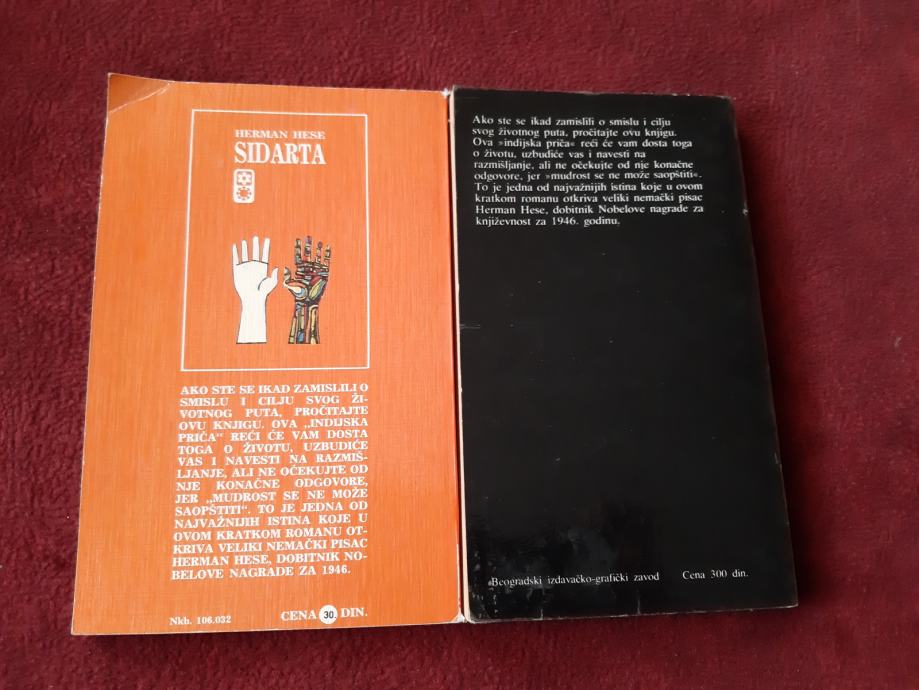 HERMAN HESE
SIDARTA
AKO STE SE IKAD ZAMISLILI O
SMISLU I CILJU SVOG ŽI-
VOTNOG PUTA, PROČITAJTE
OVU KNJIGU. OVA „INDIJSKA
PRIČA“ REĆI ĆE VAM DOSTA
TOGA O ŽIVOTU, UZBUDIĆE
VAS I NAVESTI NA RAZMIŠ-
LJANJE, ALI NE OČEKUJTE OD
NJE KONAČNE ODGOVORE,
JER „MUDROST SE NE MOŽE
SAOPŠTITI“. TO JE JEDNA OD
NAJVAŽNIJIH ISTINA KOJE U
OVOM KRATKOM ROMANU OT-
KRIVA VELIKI NEMAČKI PISAC
HERMAN HESE, DOBITNIK NO-
BELOVE NAGRADE ZA 1946.
Nkb. 106.032
CENA 30. DIN.
Ako ste se ikad zamislili o smislu i cilju
svog životnog puta, pročitajte ovu knjigu.
Ova »indijska priča« reći će vam dosta toga
o životu, uzbudiće vas i navesti na
razmišljanje, ali ne očekujte od nje konačne
odgovore, jer »mudrost se ne može saopštiti«.
To je jedna od najvažnijih istina koje u ovom
kratkom romanu otkriva veliki nemački pisac
Herman Hese, dobitnik Nobelove nagrade za
književnost za 1946. godinu.
Beogradski izdavačko-grafički zavod Cena 300 din.